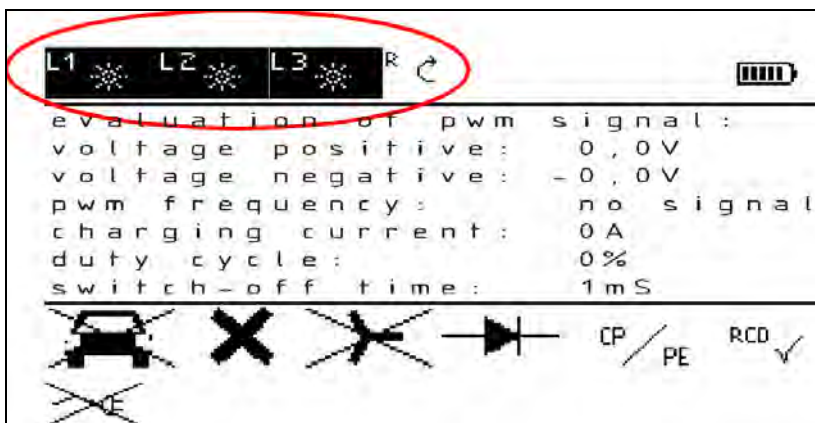 L1 L2 L3 R
evaluation of pwm signal:
voltage positive: 0,0V
voltage negative: -0,0V
pwm frequency: no signal
charging current: 0A
duty cycle: 0%
switch-off time: 1mS
CP/PE RCD